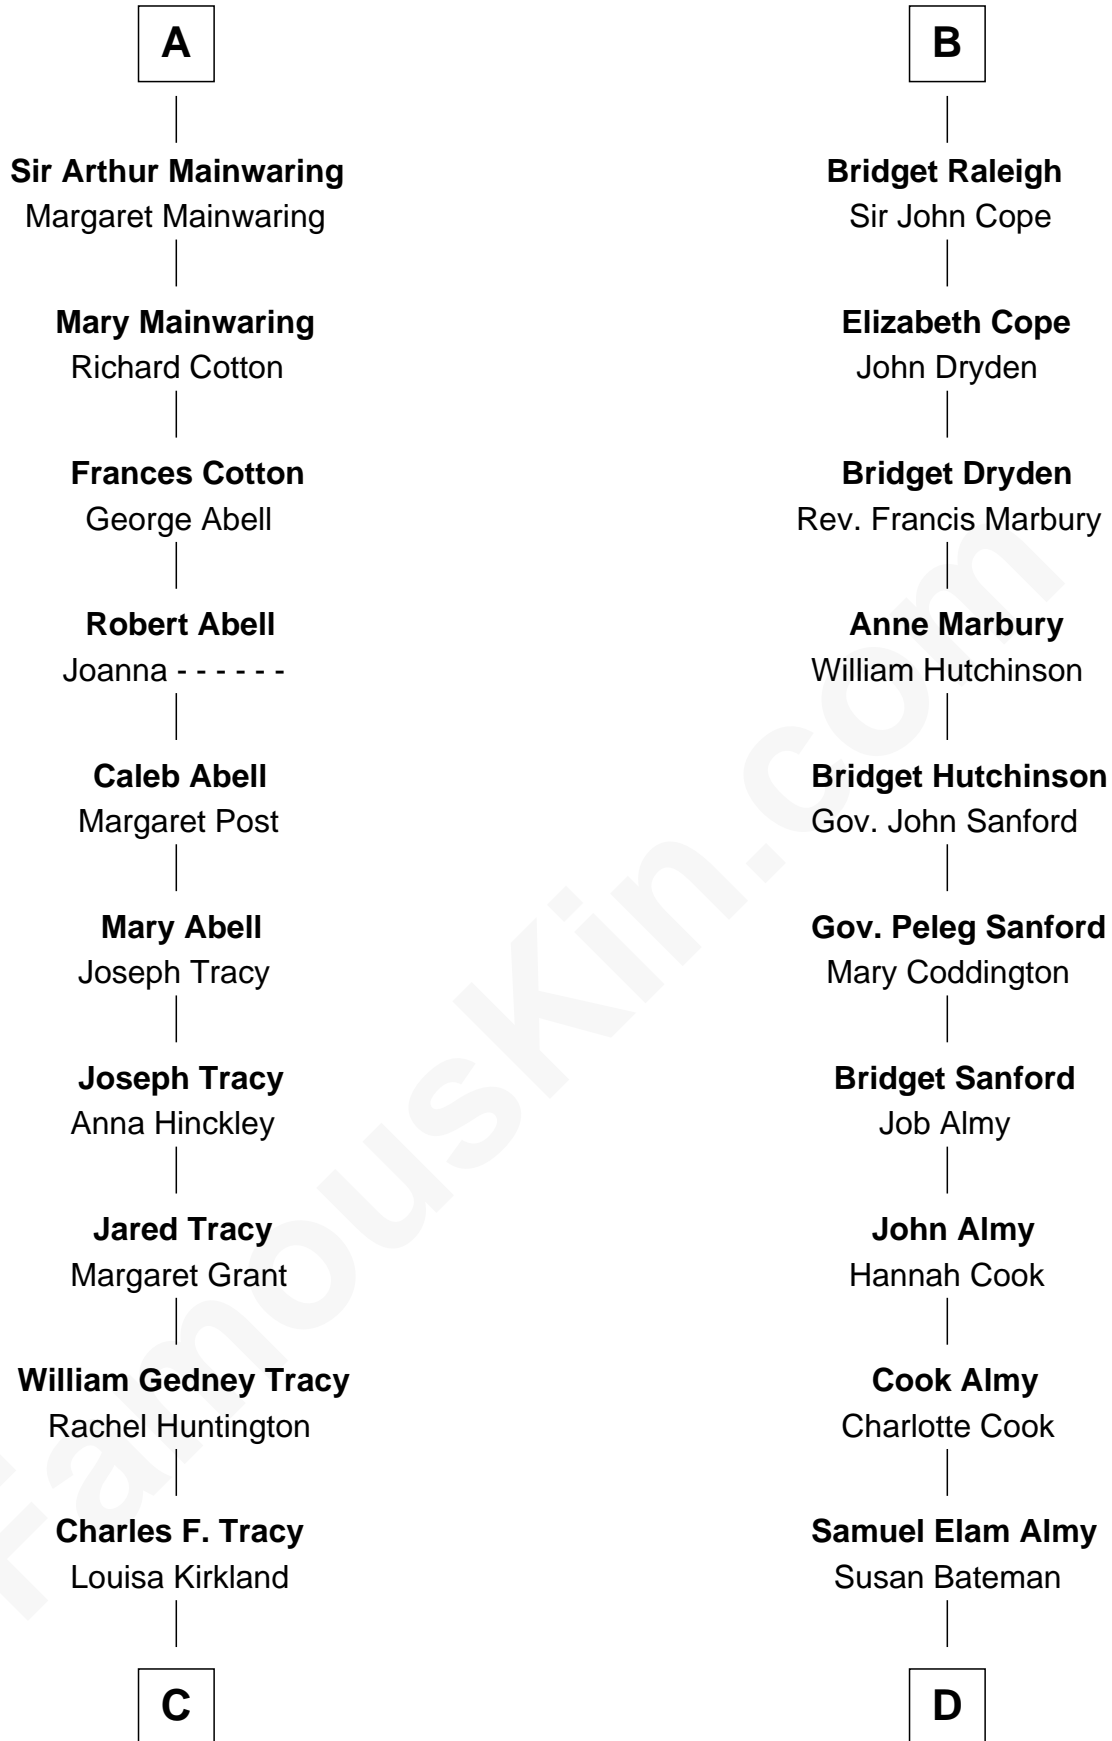 A
Sir Arthur Mainwaring
Margaret Mainwaring
Mary Mainwaring
Richard Cotton
Frances Cotton
George Abell
Robert Abell
Joanna - - - - - -
Caleb Abell
Margaret Post
Mary Abell
Joseph Tracy
Joseph Tracy
Anna Hinckley
Jared Tracy
Margaret Grant
William Gedney Tracy
Rachel Huntington
Charles F. Tracy
Louisa Kirkland
C
B
Bridget Raleigh
Sir John Cope
Elizabeth Cope
John Dryden
Bridget Dryden
Rev. Francis Marbury
Anne Marbury
William Hutchinson
Bridget Hutchinson
Gov. John Sanford
Gov. Peleg Sanford
Mary Coddington
Bridget Sanford
Job Almy
John Almy
Hannah Cook
Cook Almy
Charlotte Cook
Samuel Elam Almy
Susan Bateman
D
FamousKin.com